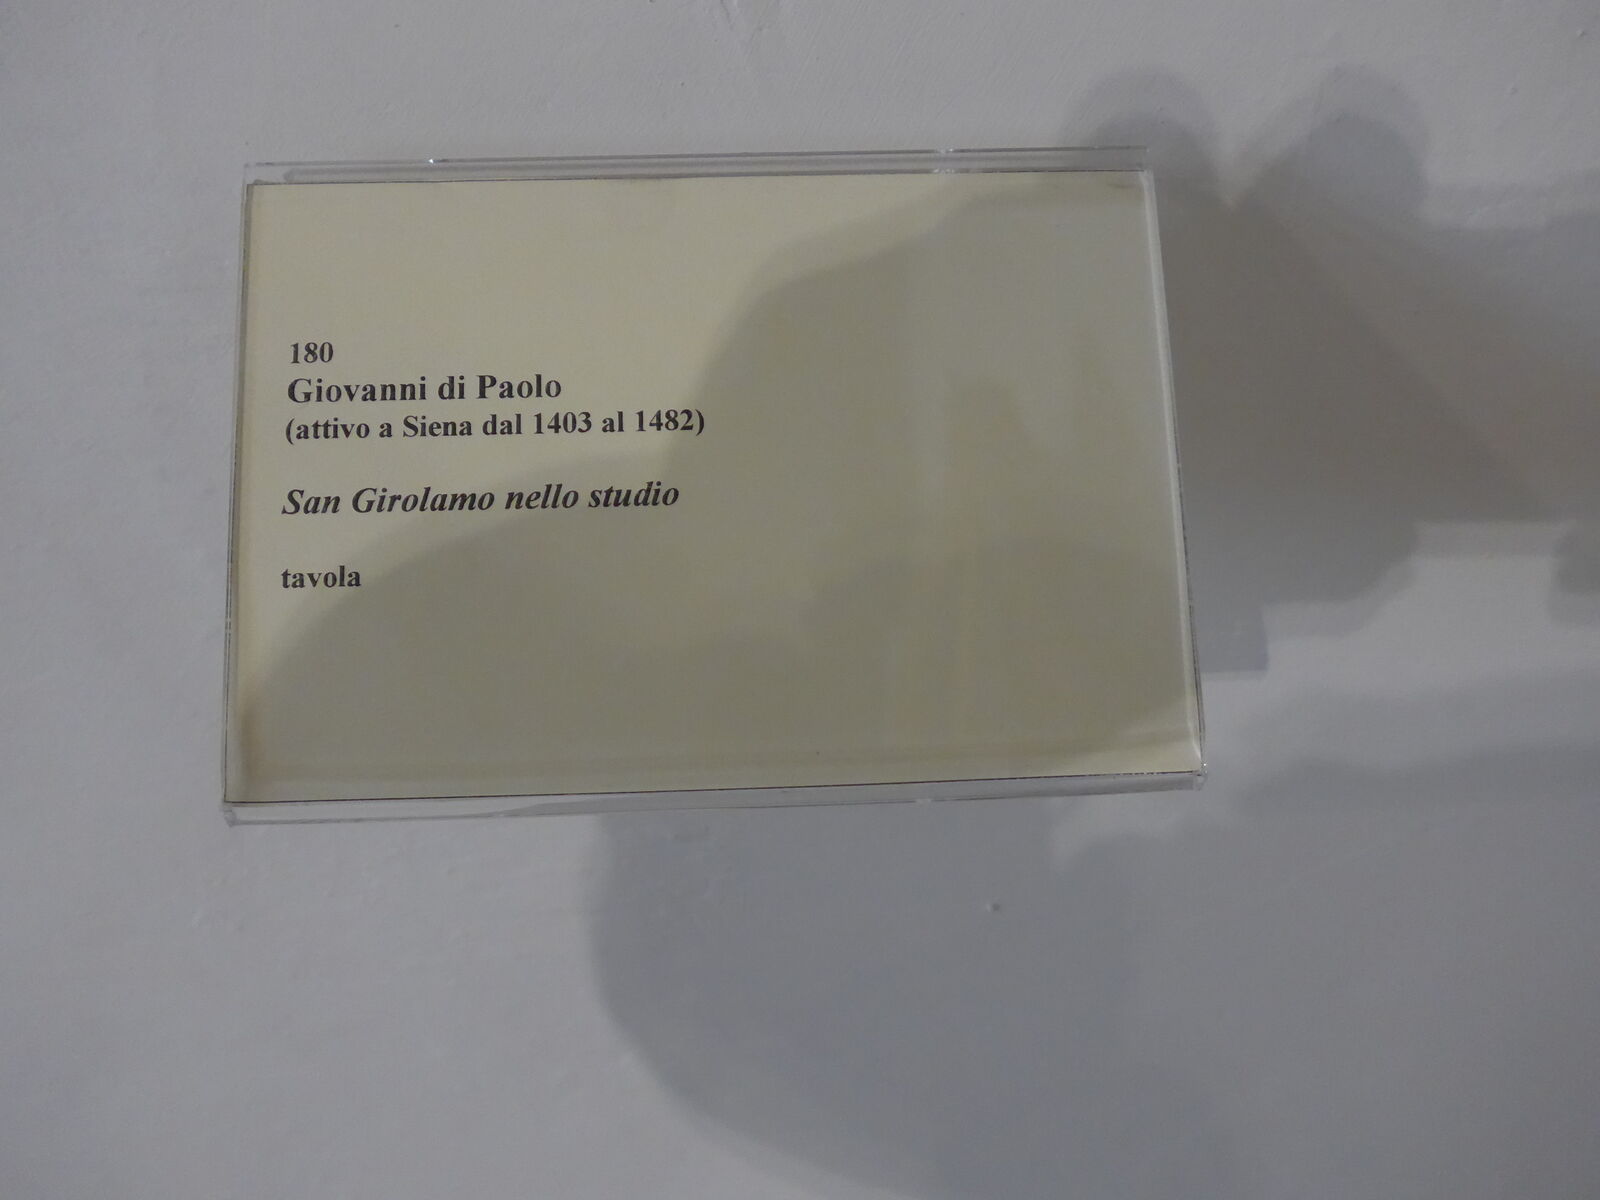 180
Giovanni di Paolo
(attivo a Siena dal 1403 al 1482)
San Girolamo nello studio
tavola